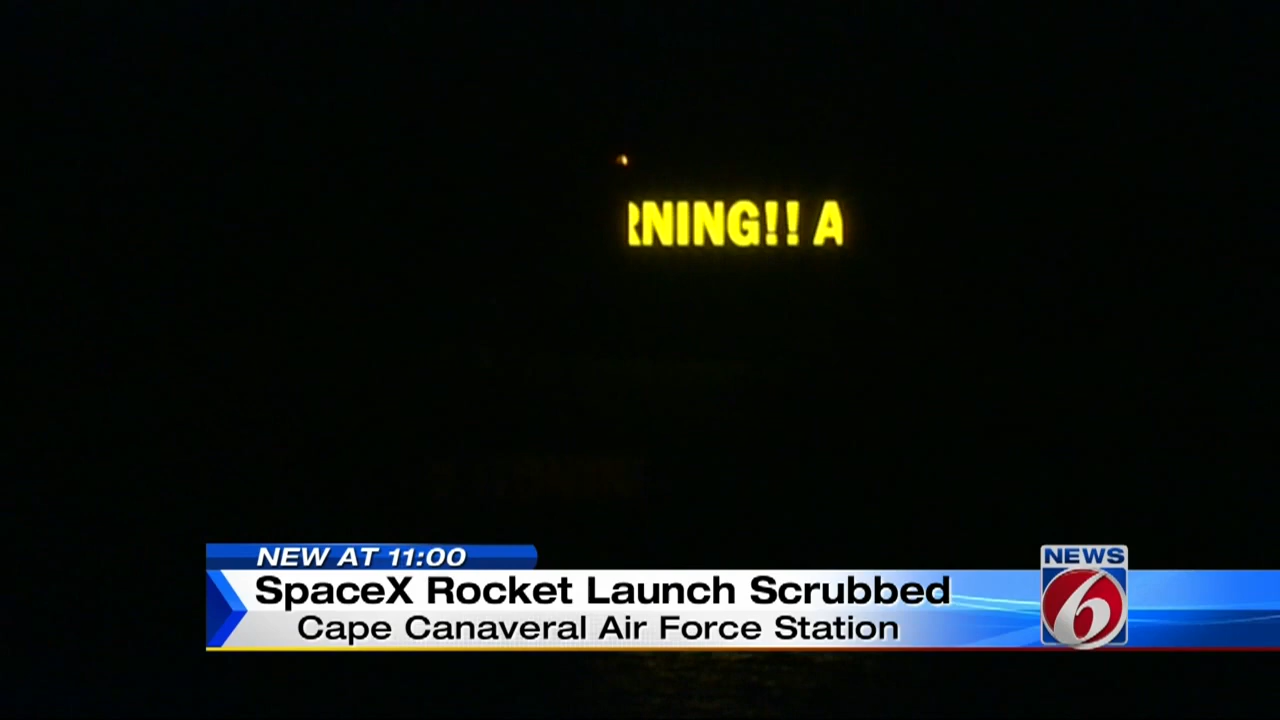 RNING!! A
NEW AT 11:00
SpaceX Rocket Launch Scrubbed
Cape Canaveral Air Force Station
NEWS
6